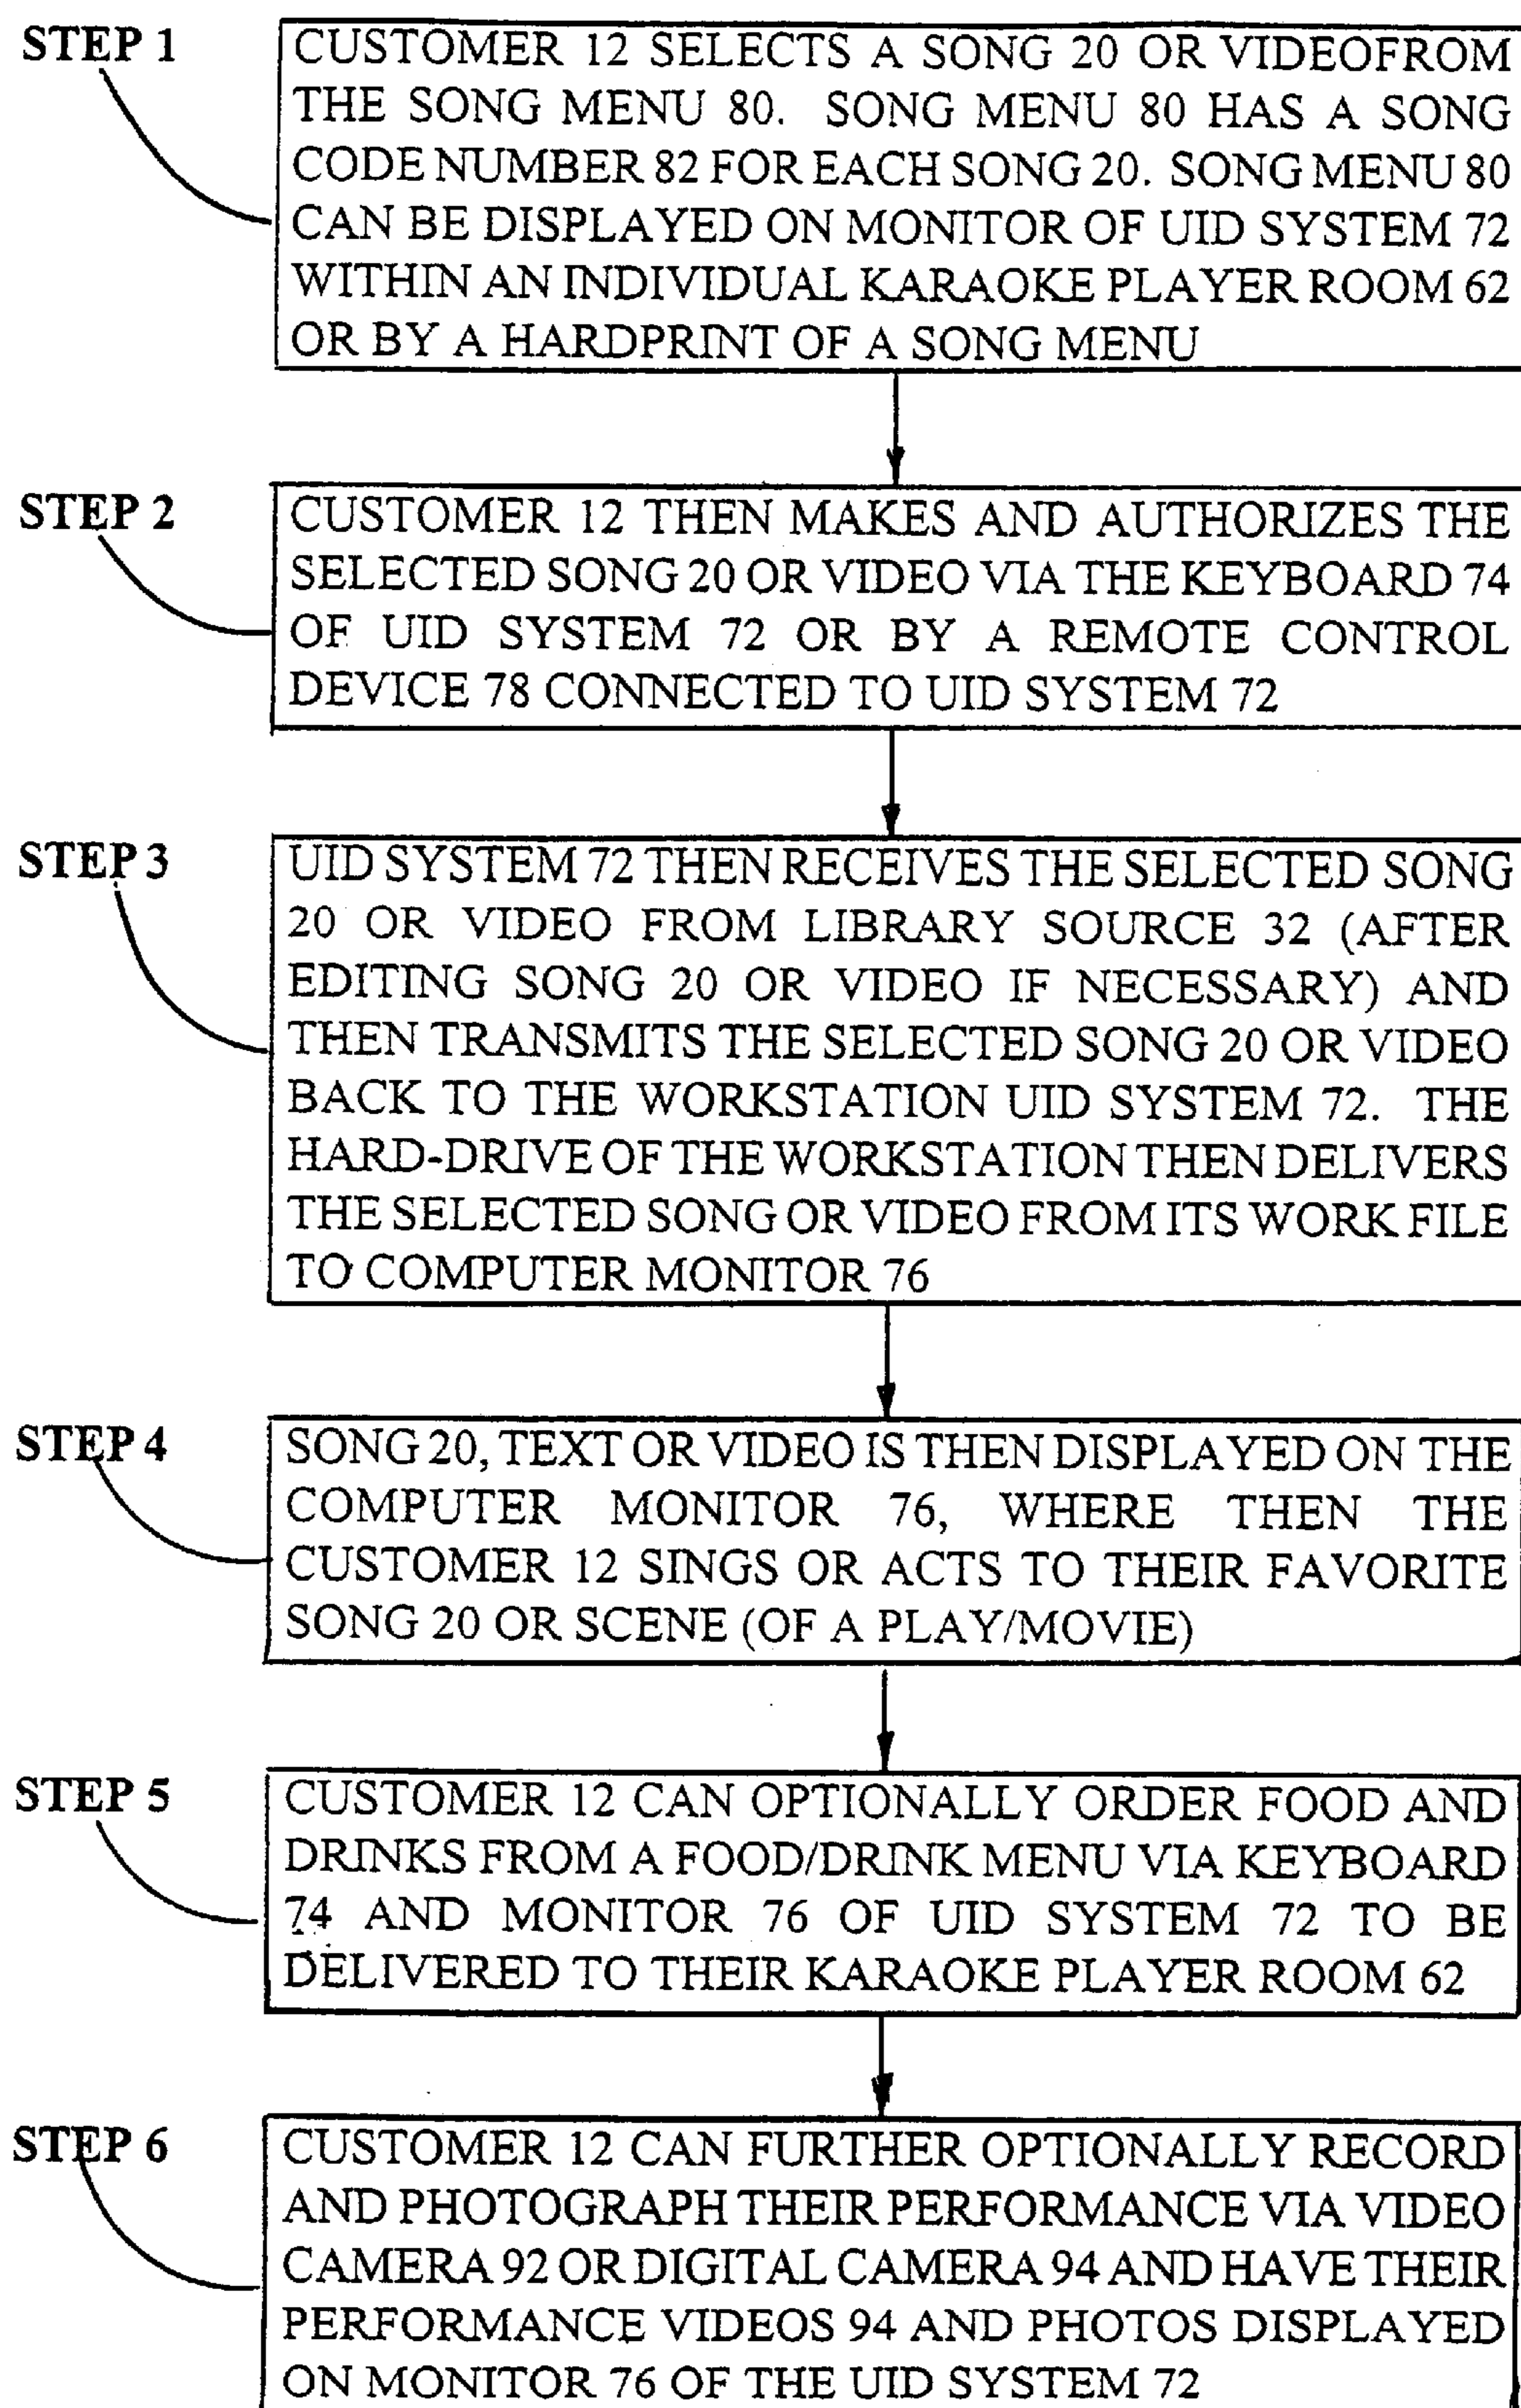 STEP 1
CUSTOMER 12 SELECTS A SONG 20 OR VIDEOFROM
THE SONG MENU 80. SONG MENU 80 HAS A SONG
CODE NUMBER 82 FOR EACH SONG 20. SONG MENU 80
CAN BE DISPLAYED ON MONITOR OF UID SYSTEM 72
WITHIN AN INDIVIDUAL KARAOKE PLAYER ROOM 62
OR BY A HARDPRINT OF A SONG MENU
STEP 2
CUSTOMER 12 THEN MAKES AND AUTHORIZES THE
SELECTED SONG 20 OR VIDEO VIA THE KEYBOARD 74
OF UID SYSTEM 72 OR BY A REMOTE CONTROL
DEVICE 78 CONNECTED TO UID SYSTEM 72
STEP 3
UID SYSTEM 72 THEN RECEIVES THE SELECTED SONG
20 OR VIDEO FROM LIBRARY SOURCE 32 (AFTER
EDITING SONG 20 OR VIDEO IF NECESSARY) AND
THEN TRANSMITS THE SELECTED SONG 20 OR VIDEO
BACK TO THE WORKSTATION UID SYSTEM 72. THE
HARD-DRIVE OF THE WORKSTATION THEN DELIVERS
THE SELECTED SONG OR VIDEO FROM ITS WORK FILE
TO COMPUTER MONITOR 76
STEP 4
SONG 20, TEXT OR VIDEO IS THEN DISPLAYED ON THE
COMPUTER MONITOR 76, WHERE THEN THE
CUSTOMER 12 SINGS OR ACTS TO THEIR FAVORITE
SONG 20 OR SCENE (OF A PLAY/MOVIE)
STEP 5
CUSTOMER 12 CAN OPTIONALLY ORDER FOOD AND
DRINKS FROM A FOOD/DRINK MENU VIA KEYBOARD
74 AND MONITOR 76 OF UID SYSTEM 72 TO BE
DELIVERED TO THEIR KARAOKE PLAYER ROOM 62
STEP 6
CUSTOMER 12 CAN FURTHER OPTIONALLY RECORD
AND PHOTOGRAPH THEIR PERFORMANCE VIA VIDEO
CAMERA 92 OR DIGITAL CAMERA 94 AND HAVE THEIR
PERFORMANCE VIDEOS 94 AND PHOTOS DISPLAYED
ON MONITOR 76 OF THE UID SYSTEM 72